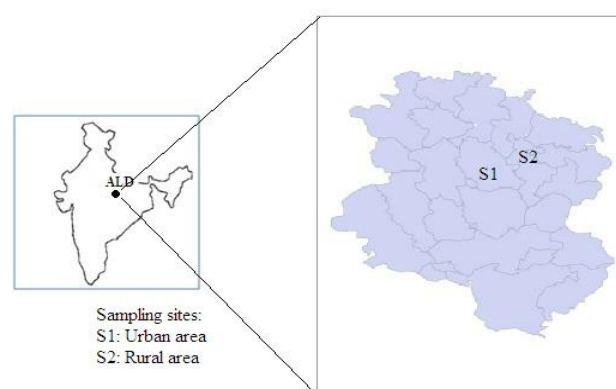 ALD
Sampling sites:
S1: Urban area
S2: Rural area
S1
S2